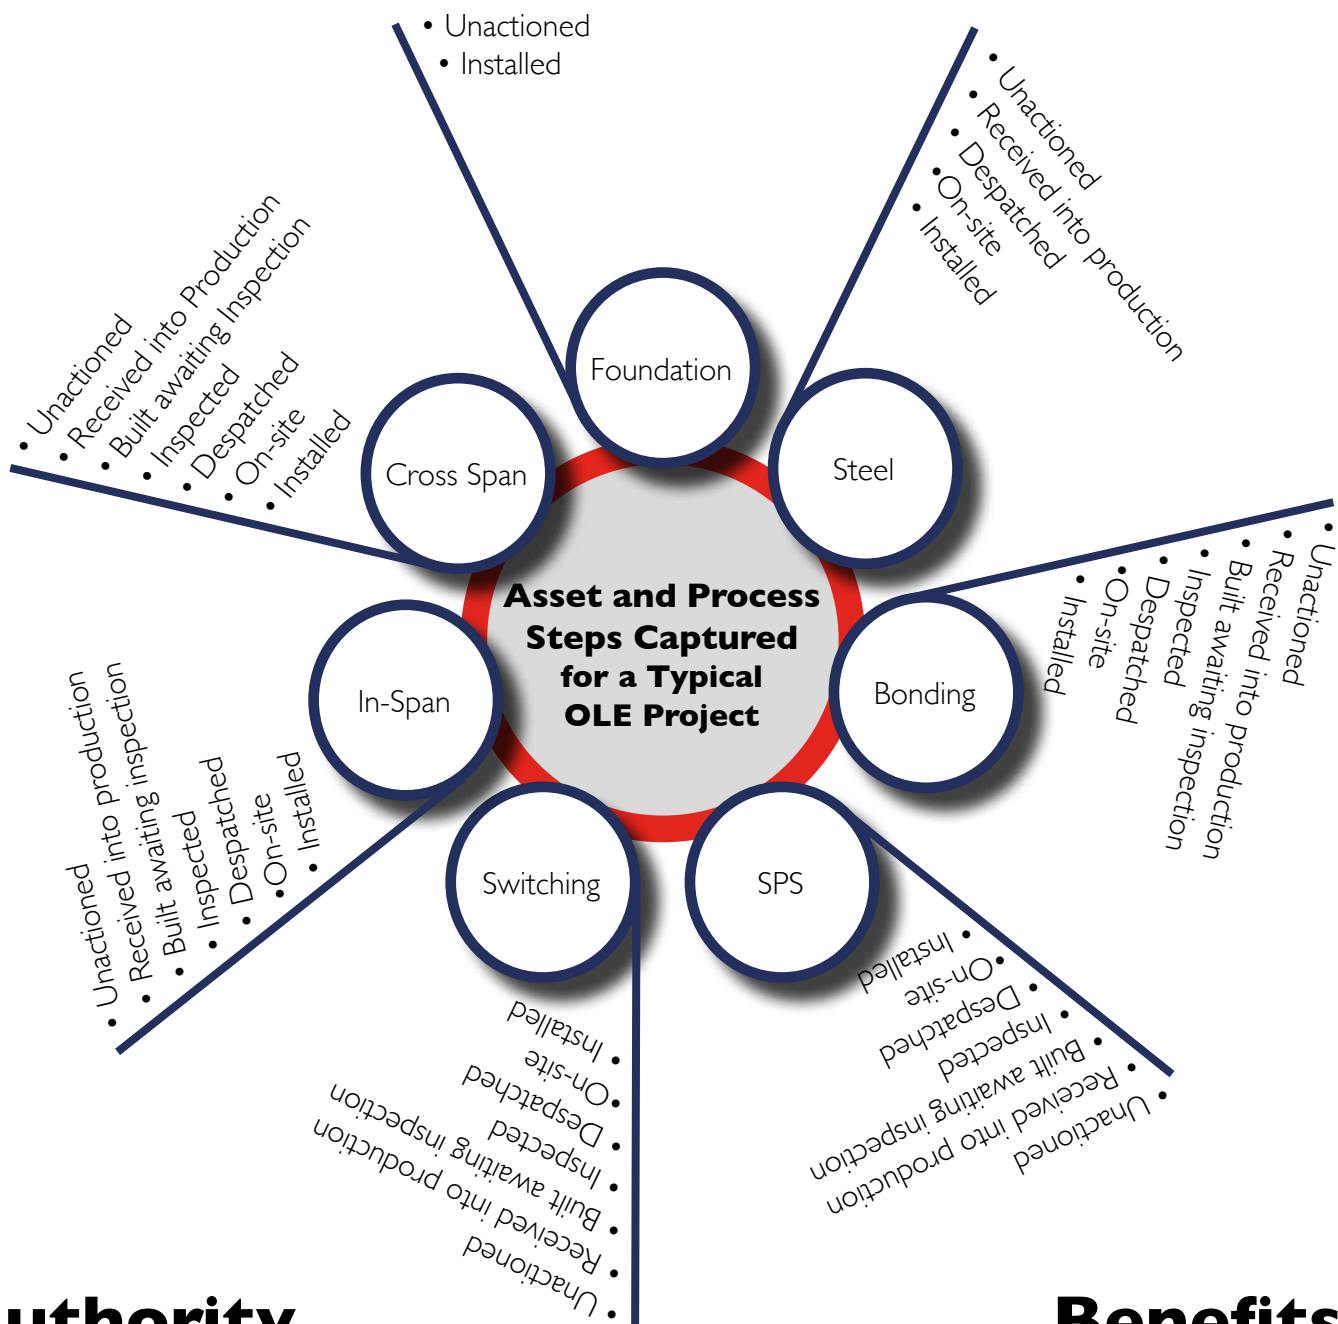 • Unactioned
• Installed
Foundation
• Unactioned
• Received into production
• Despatched
• On-site
• Installed
Steel
• Unactioned
• Received into production
• Built awaiting inspection
• Inspected
• Despatched
• On-site
• Installed
Bonding
• Unactioned
• Received into production
• Built awaiting inspection
• Inspected
• Despatched
• On-site
• Installed
SPS
• Unactioned
• Received into production
• Built awaiting inspection
• Inspected
• Despatched
• On-site
• Installed
Switching
• Unactioned
• Received into production
• Built awaiting inspection
• Inspected
• Despatched
• On-site
• Installed
In-Span
• Unactioned
• Received into Production
• Built awaiting Inspection
• Inspected
• Despatched
• On-site
• Installed
Cross Span
Asset and Process
Steps Captured
for a Typical
OLE Project
uthority
Benefits